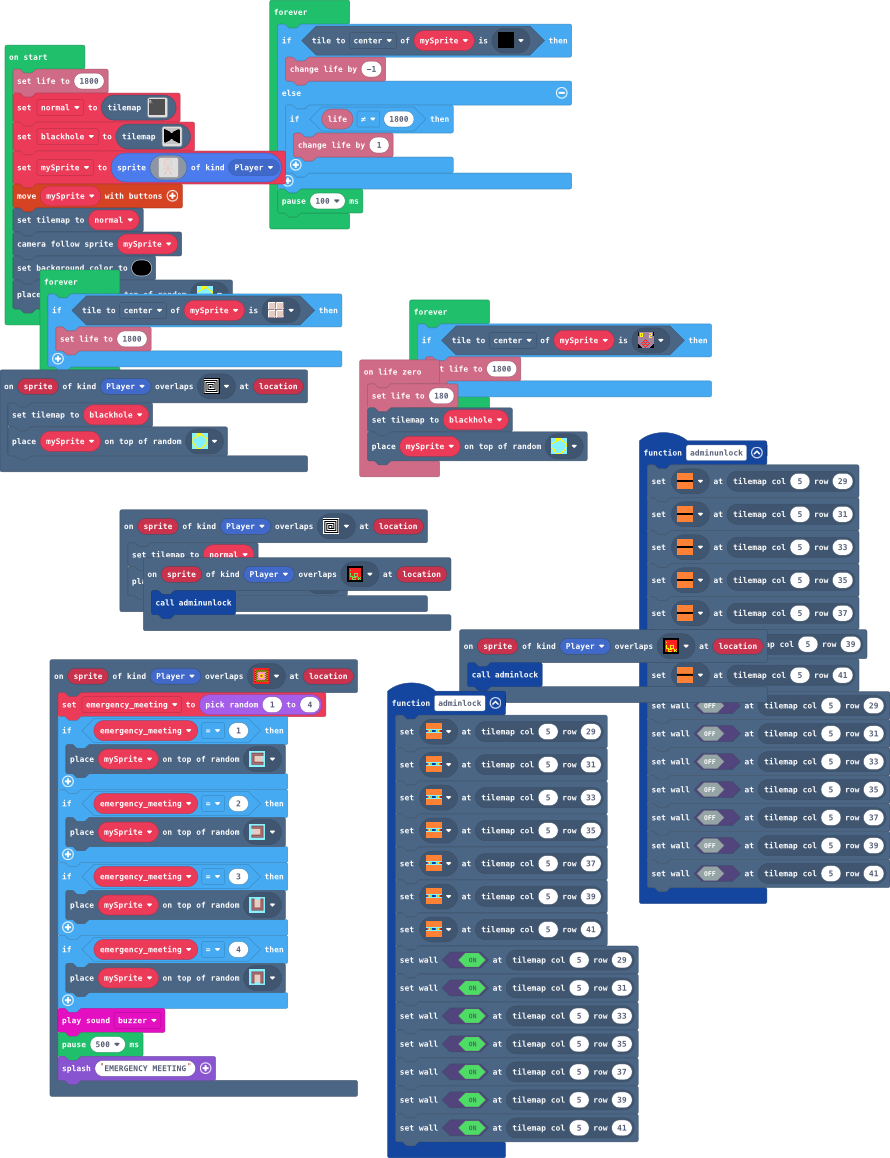 on start
set life to 1800
set normal to tilemap
set blackhole to tilemap
set mySprite to sprite of kind Player
move mySprite with buttons
set tilemap to normal
camera follow sprite mySprite
set background color to
place top of random
forever
if tile to center of mySprite is then
change life by -1
else
if life ≠ 1800 then
change life by 1
pause 100 ms
forever
if tile to center of mySprite is then
set life to 1800
forever
if tile to center of mySprite is then
t life to 1800
on sprite of kind Player overlaps at location
set tilemap to blackhole
place mySprite on top of random
on life zero
set life to 180
set tilemap to blackhole
place mySprite on top of random
on sprite of kind Player overlaps at location
set tilemap to normal
pla
on sprite of kind Player overlaps at location
call adminunlock
function adminunlock
set at tilemap col 5 row 29
set at tilemap col 5 row 31
set at tilemap col 5 row 33
set at tilemap col 5 row 35
set at tilemap col 5 row 37
ap col 5 row 39
set at tilemap col 5 row 41
set wall OFF at tilemap col 5 row 29
set wall OFF at tilemap col 5 row 31
set wall OFF at tilemap col 5 row 33
set wall OFF at tilemap col 5 row 35
set wall OFF at tilemap col 5 row 37
set wall OFF at tilemap col 5 row 39
set wall OFF at tilemap col 5 row 41
on sprite of kind Player overlaps at location
call adminlock
on sprite of kind Player overlaps at location
set emergency_meeting to pick random 1 to 4
if emergency_meeting = 1 then
place mySprite on top of random
if emergency_meeting = 2 then
place mySprite on top of random
if emergency_meeting = 3 then
place mySprite on top of random
if emergency_meeting = 4 then
place mySprite on top of random
play sound buzzer
pause 500 ms
splash "EMERGENCY MEETING"
function adminlock
set at tilemap col 5 row 29
set at tilemap col 5 row 31
set at tilemap col 5 row 33
set at tilemap col 5 row 35
set at tilemap col 5 row 37
set at tilemap col 5 row 39
set at tilemap col 5 row 41
set wall ON at tilemap col 5 row 29
set wall ON at tilemap col 5 row 31
set wall ON at tilemap col 5 row 33
set wall ON at tilemap col 5 row 35
set wall ON at tilemap col 5 row 37
set wall ON at tilemap col 5 row 39
set wall ON at tilemap col 5 row 41